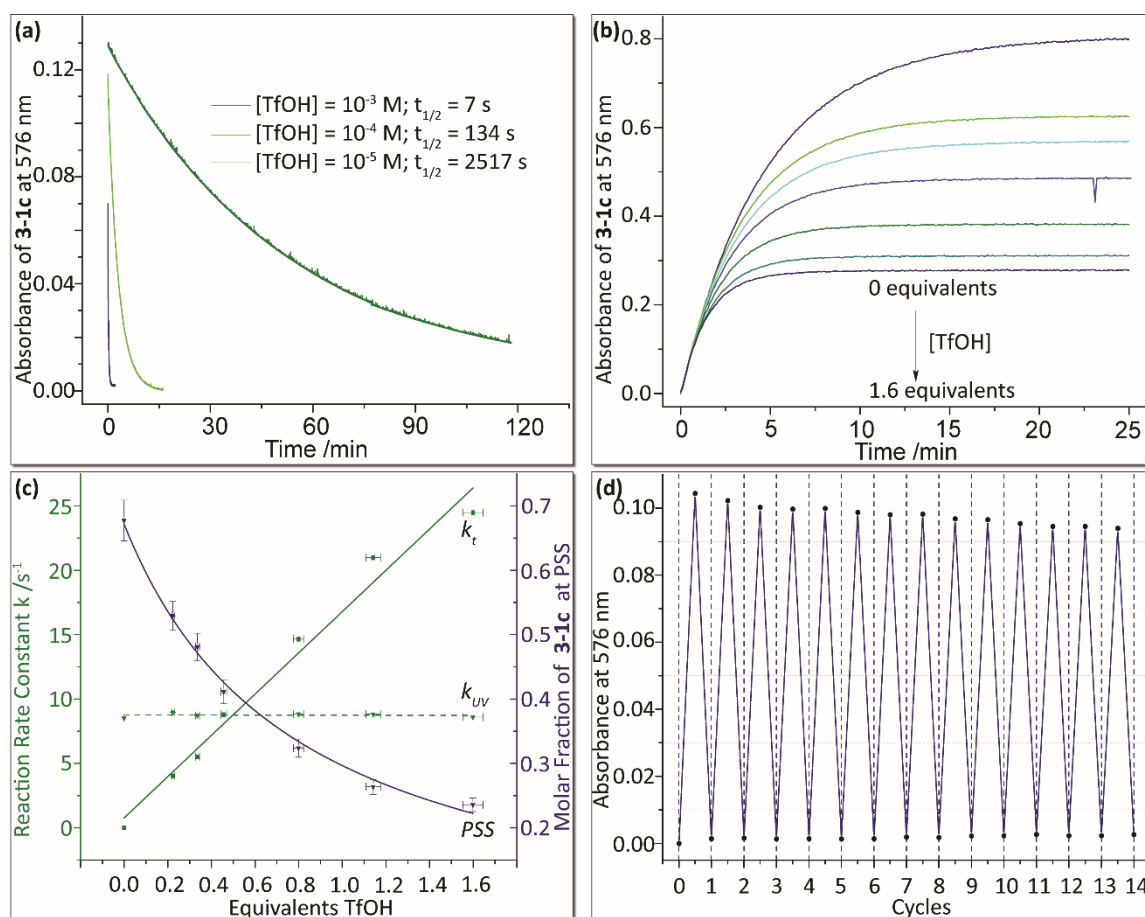 (a)
Absorbance of 3-1c at 576 nm
0.12
0.08
0.04
0.00
[TfOH] = 10⁻³ M; t₁/₂ = 7 s
[TfOH] = 10⁻⁴ M; t₁/₂ = 134 s
[TfOH] = 10⁻⁵ M; t₁/₂ = 2517 s
0 30 60 90 120
Time /min
(b)
Absorbance of 3-1c at 576 nm
0.8
0.6
0.4
0.2
0.0
0 equivalents
[TfOH]
1.6 equivalents
0 5 10 15 20 25
Time /min
(c)
Reaction Rate Constant k /s⁻¹
25
20
15
10
5
0
kₜ
k_UV
PSS
0.7
0.6
0.5
0.4
0.3
0.2
Molar Fraction of 3-1c at PSS
0.0 0.2 0.4 0.6 0.8 1.0 1.2 1.4 1.6
Equivalents TfOH
(d)
Absorbance at 576 nm
0.10
0.08
0.06
0.04
0.02
0.00
0 1 2 3 4 5 6 7 8 9 10 11 12 13 14
Cycles